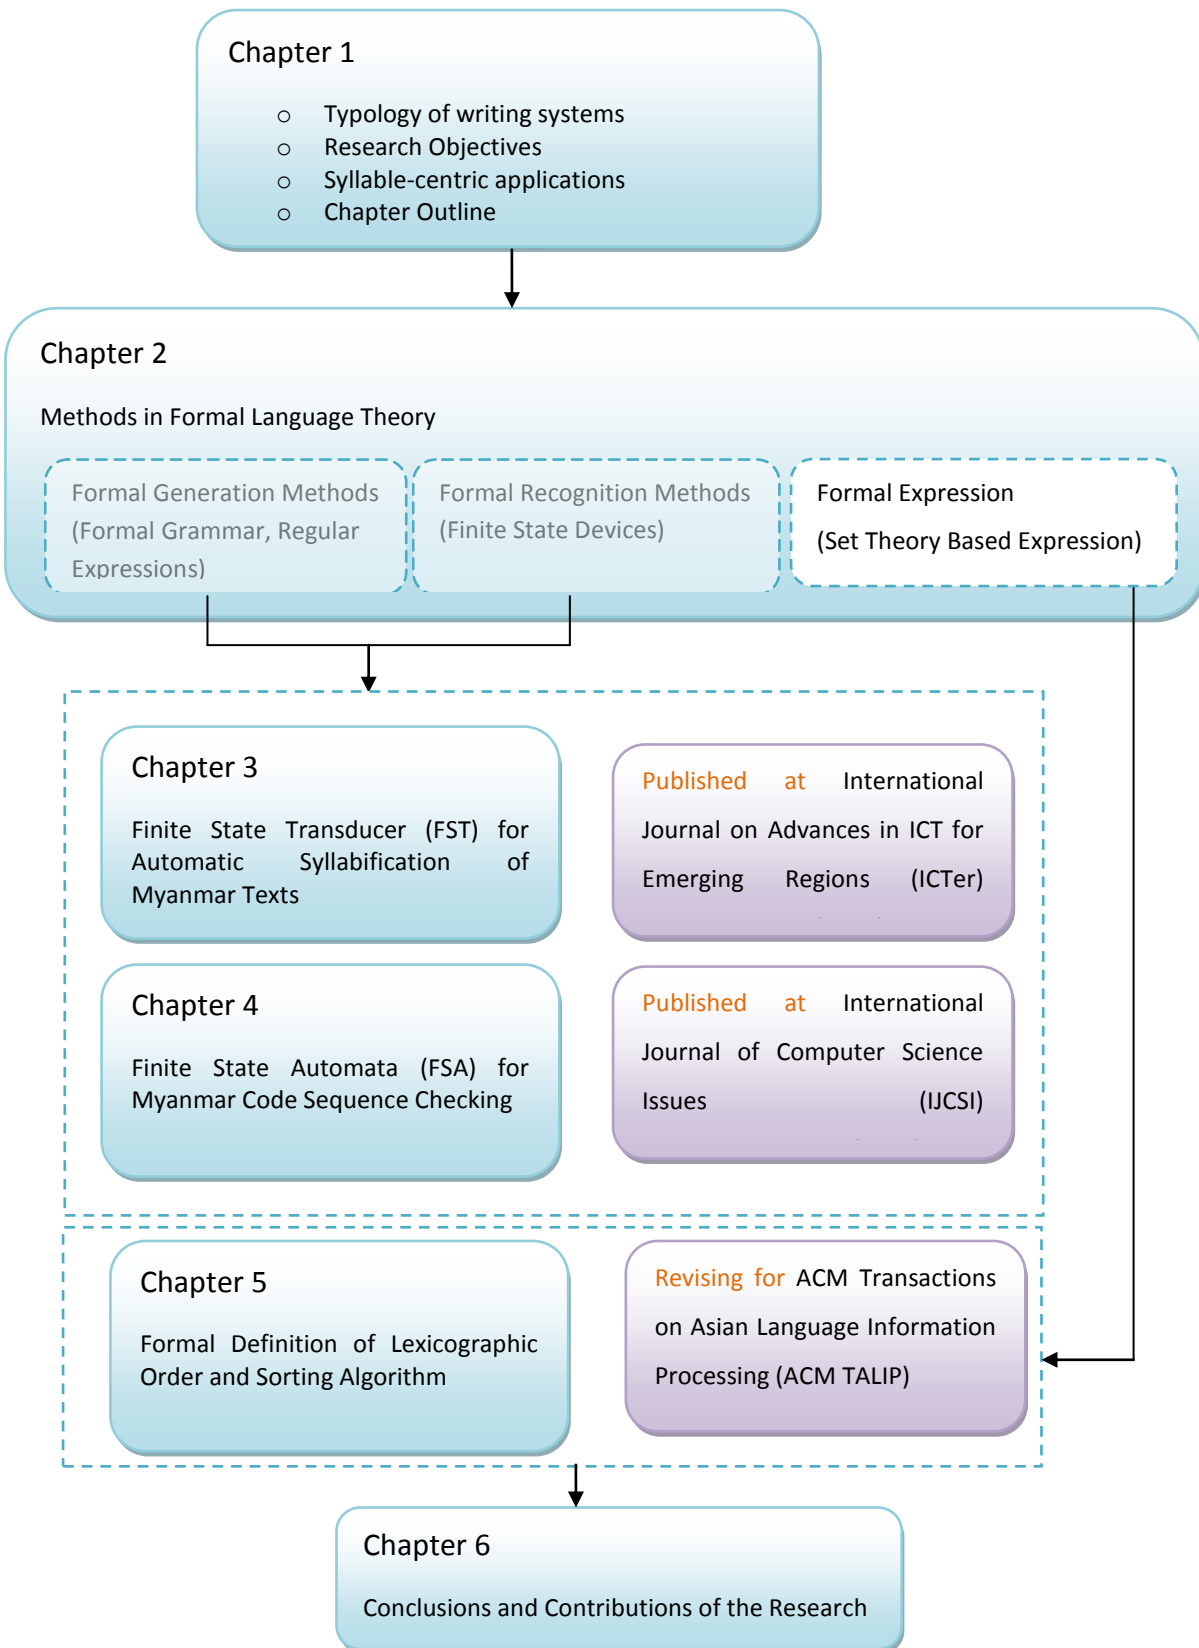 Chapter 1
o Typology of writing systems
o Research Objectives
o Syllable-centric applications
o Chapter Outline
Chapter 2
Methods in Formal Language Theory
Formal Generation Methods
(Formal Grammar, Regular
Expressions)
Formal Recognition Methods
(Finite State Devices)
Formal Expression
(Set Theory Based Expression)
Chapter 3
Finite State Transducer (FST) for
Automatic Syllabification of
Myanmar Texts
Published at International
Journal on Advances in ICT for
Emerging Regions (ICTer)
Chapter 4
Finite State Automata (FSA) for
Myanmar Code Sequence Checking
Published at International
Journal of Computer Science
Issues (IJCSI)
Chapter 5
Formal Definition of Lexicographic
Order and Sorting Algorithm
Revising for ACM Transactions
on Asian Language Information
Processing (ACM TALIP)
Chapter 6
Conclusions and Contributions of the Research